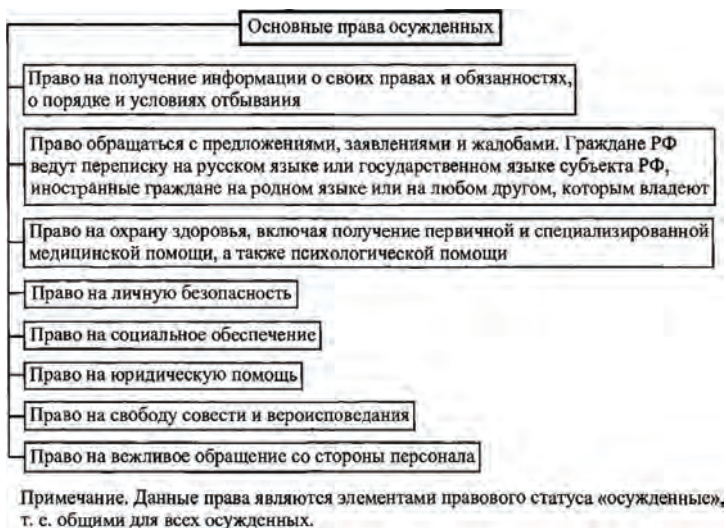 Основные права осужденных
Право на получение информации о своих правах и обязанностях,
о порядке и условиях отбывания
Право обращаться с предложениями, заявлениями и жалобами. Граждане РФ
ведут переписку на русском языке или государственном языке субъекта РФ,
иностранные граждане на родном языке или на любом другом, которым владеют
Право на охрану здоровья, включая получение первичной и специализированной
медицинской помощи, а также психологической помощи
Право на личную безопасность
Право на социальное обеспечение
Право на юридическую помощь
Право на свободу совести и вероисповедания
Право на вежливое обращение со стороны персонала
Примечание. Данные права являются элементами правового статуса «осужденные»,
т. е. общими для всех осужденных.